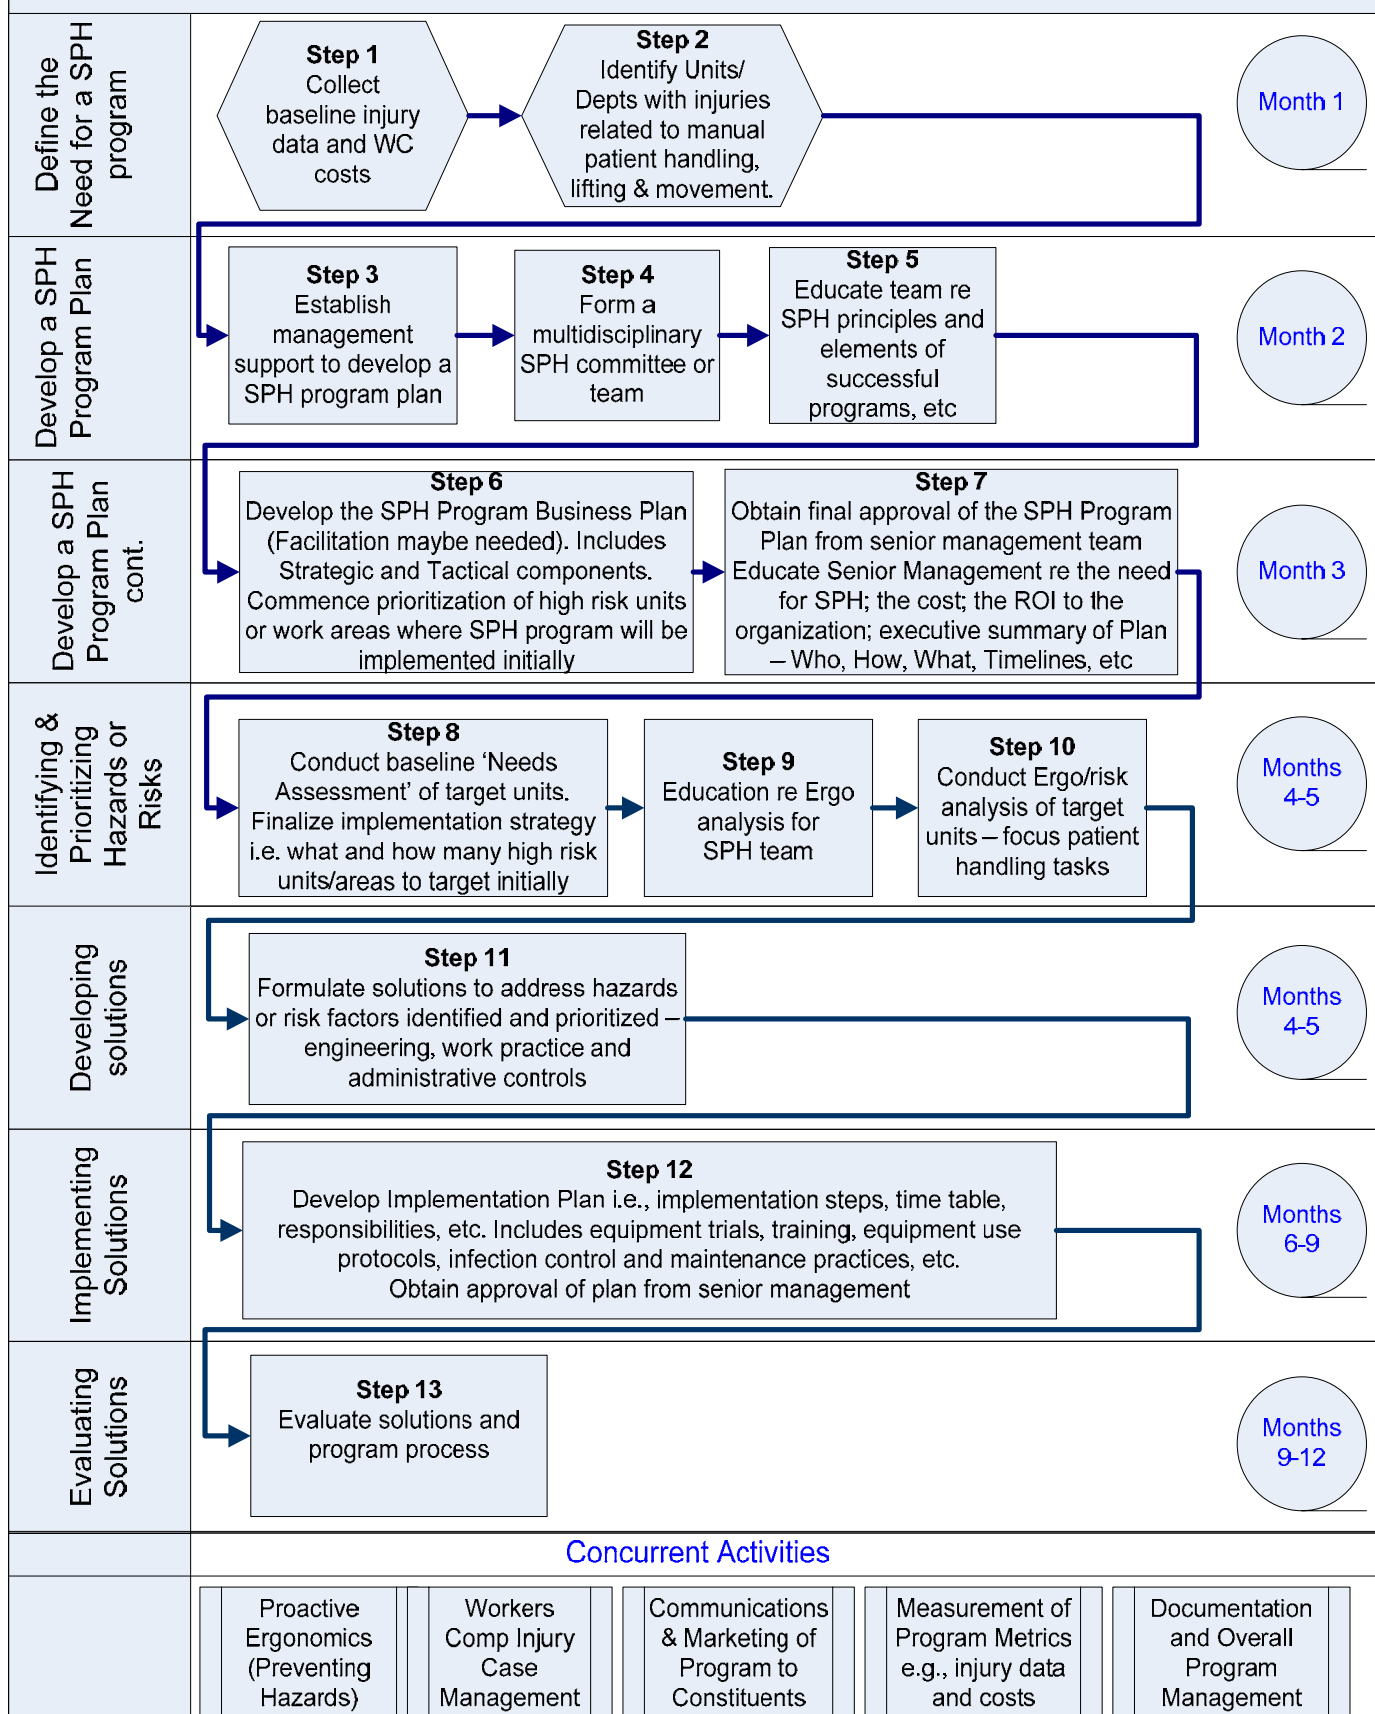 Define the
Need for a SPH
program
Step 1
Collect
baseline injury
data and WC
costs
Step 2
Identify Units/
Depts with injuries
related to manual
patient handling,
lifting & movement.
Month 1
Develop a SPH
Program Plan
Step 3
Establish
management
support to develop a
SPH program plan
Step 4
Form a
multidisciplinary
SPH committee or
team
Step 5
Educate team re
SPH principles and
elements of
successful
programs, etc
Month 2
Develop a SPH
Program Plan
cont.
Step 6
Develop the SPH Program Business Plan
(Facilitation maybe needed). Includes
Strategic and Tactical components.
Commence prioritization of high risk units
or work areas where SPH program will be
implemented initially
Step 7
Obtain final approval of the SPH Program
Plan from senior management team
Educate Senior Management re the need
for SPH; the cost; the ROI to the
organization; executive summary of Plan
– Who, How, What, Timelines, etc
Month 3
Identifying &
Prioritizing
Hazards or
Risks
Step 8
Conduct baseline ‘Needs
Assessment’ of target units.
Finalize implementation strategy
i.e. what and how many high risk
units/areas to target initially
Step 9
Education re Ergo
analysis for
SPH team
Step 10
Conduct Ergo/risk
analysis of target
units – focus patient
handling tasks
Months
4-5
Developing
solutions
Step 11
Formulate solutions to address hazards
or risk factors identified and prioritized –
engineering, work practice and
administrative controls
Months
4-5
Implementing
Solutions
Step 12
Develop Implementation Plan i.e., implementation steps, time table,
responsibilities, etc. Includes equipment trials, training, equipment use
protocols, infection control and maintenance practices, etc.
Obtain approval of plan from senior management
Months
6-9
Evaluating
Solutions
Step 13
Evaluate solutions and
program process
Months
9-12
Concurrent Activities
Proactive
Ergonomics
(Preventing
Hazards)
Workers
Comp Injury
Case
Management
Communications
& Marketing of
Program to
Constituents
Measurement of
Program Metrics
e.g., injury data
and costs
Documentation
and Overall
Program
Management